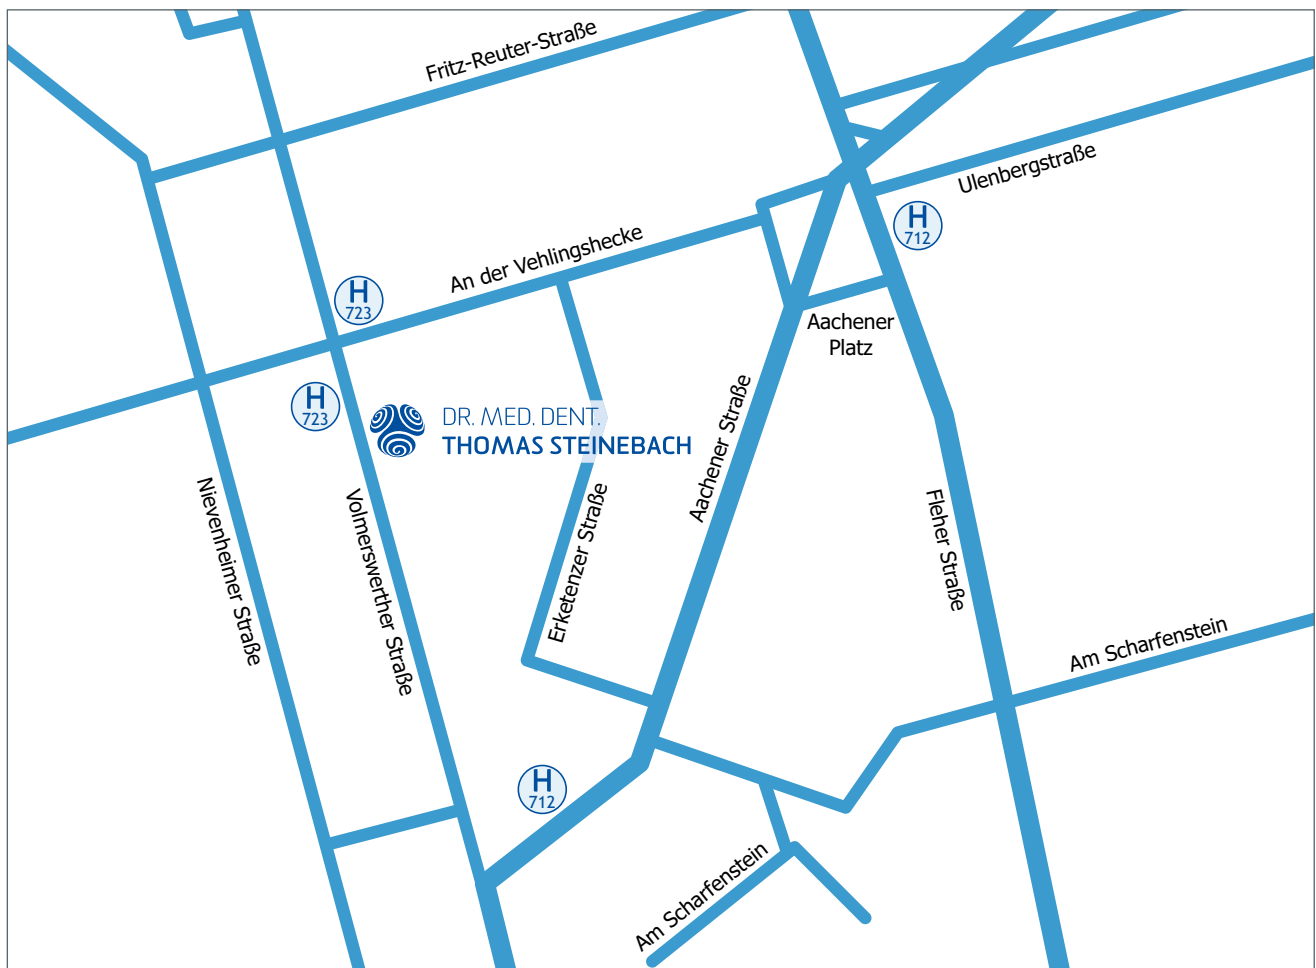 Fritz-Reuter-Straße
Ulenbergstraße
H
712
An der Vehlingshecke
H
723
Aachener
Platz
H
723
DR. MED. DENT.
THOMAS STEINEBACH
Aachener Straße
Nievenheimer Straße
Volmerswerther Straße
Erketenzer Straße
Fleher Straße
Am Scharfenstein
H
712
Am Scharfenstein